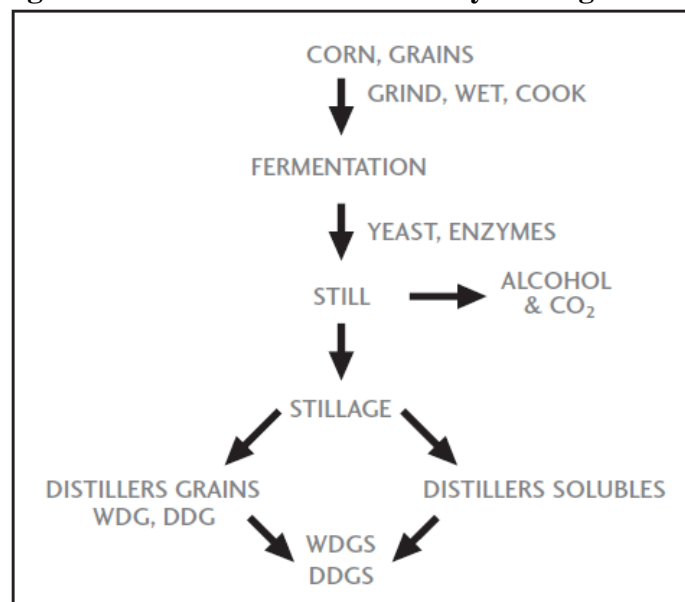 CORN, GRAINS
GRIND, WET, COOK
FERMENTATION
YEAST, ENZYMES
STILL
ALCOHOL
& CO₂
STILLAGE
DISTILLERS GRAINS
WDG, DDG
DISTILLERS SOLUBLES
WDGS
DDGS